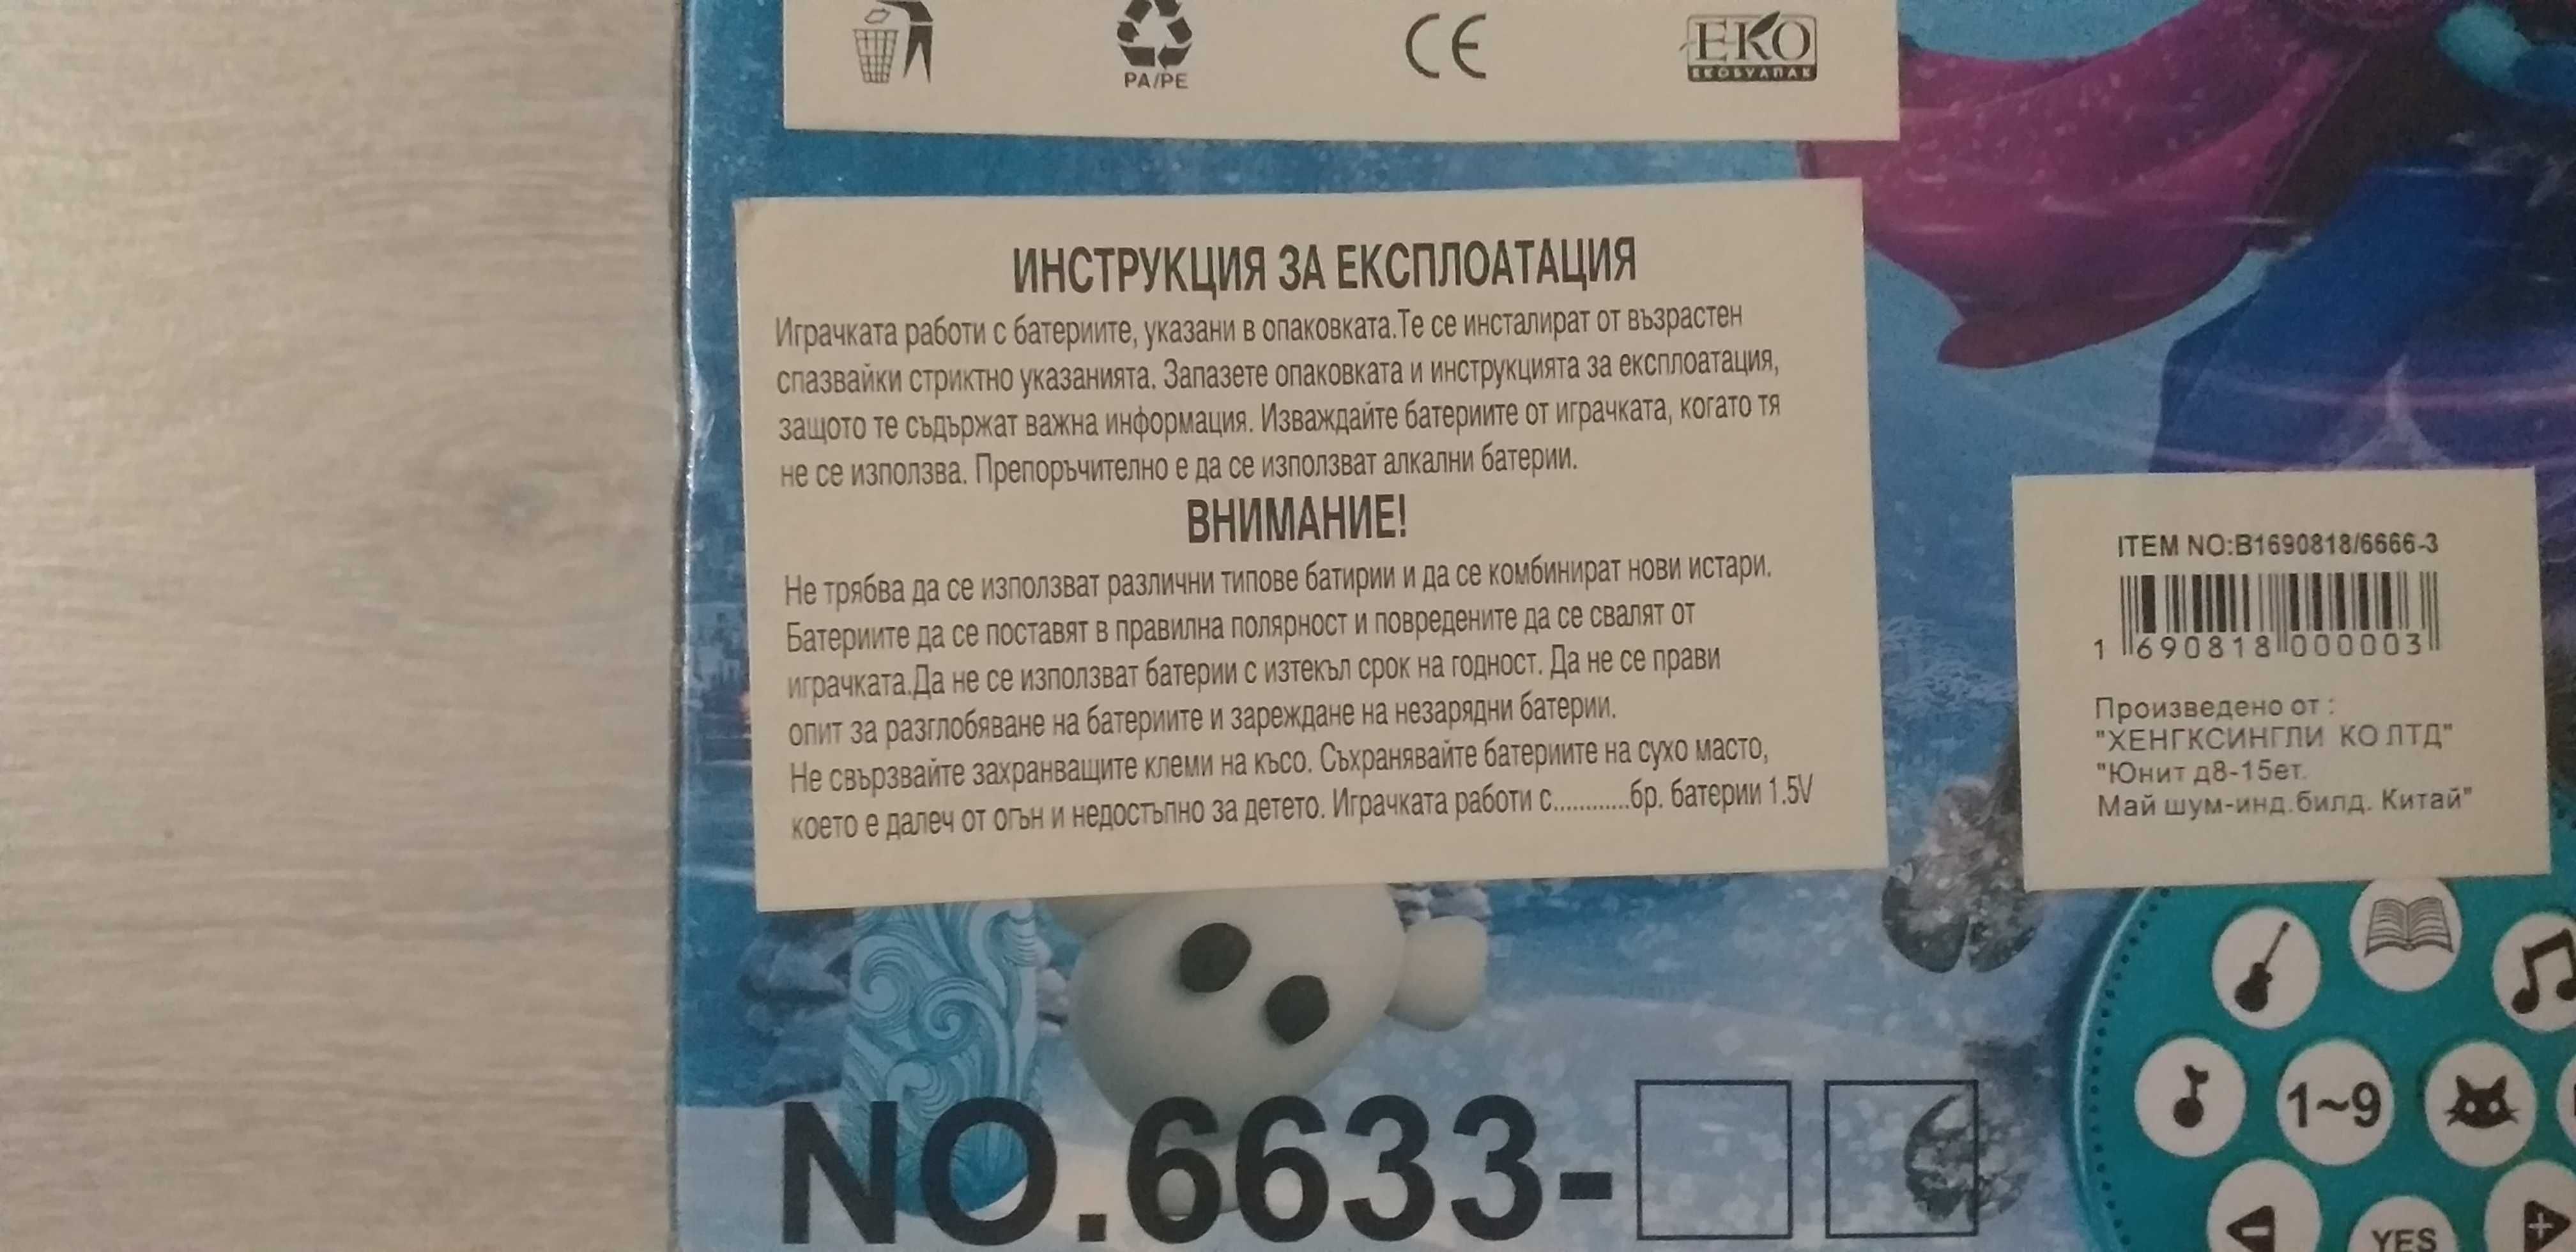 PA/PE
CE
ЕКО
ЕКОБУЛПАК
ИНСТРУКЦИЯ ЗА ЕКСПЛОАТАЦИЯ
Играчката работи с батериите, указани в опаковката.Те се инсталират от възрастен
спазвайки стриктно указанията. Запазете опаковката и инструкцията за експлоатация,
защото те съдържат важна информация. Изваждайте батериите от играчката, когато тя
не се използва. Препоръчително е да се използват алкални батерии.
ВНИМАНИЕ!
Не трябва да се използват различни типове батирии и да се комбинират нови истари.
Батериите да се поставят в правилна полярност и повредените да се свалят от
играчката.Да не се използват батерии с изтекъл срок на годност. Да не се прави
опит за разглобяване на батериите и зареждане на незарядни батерии.
Не свързвайте захранващите клеми на късо. Съхранявайте батериите на сухо масто,
което е далеч от огън и недостъпно за детето. Играчката работи с............бр. батерии 1.5V
ITEM NO:B1690818/6666-3
1 690818 000003
Произведено от :
"ХЕНГКСИНГЛИ КО ЛТД"
"Юнит д8-15ет.
Май шум-инд.билд. Китай"
NO.6633-
1~9
YES